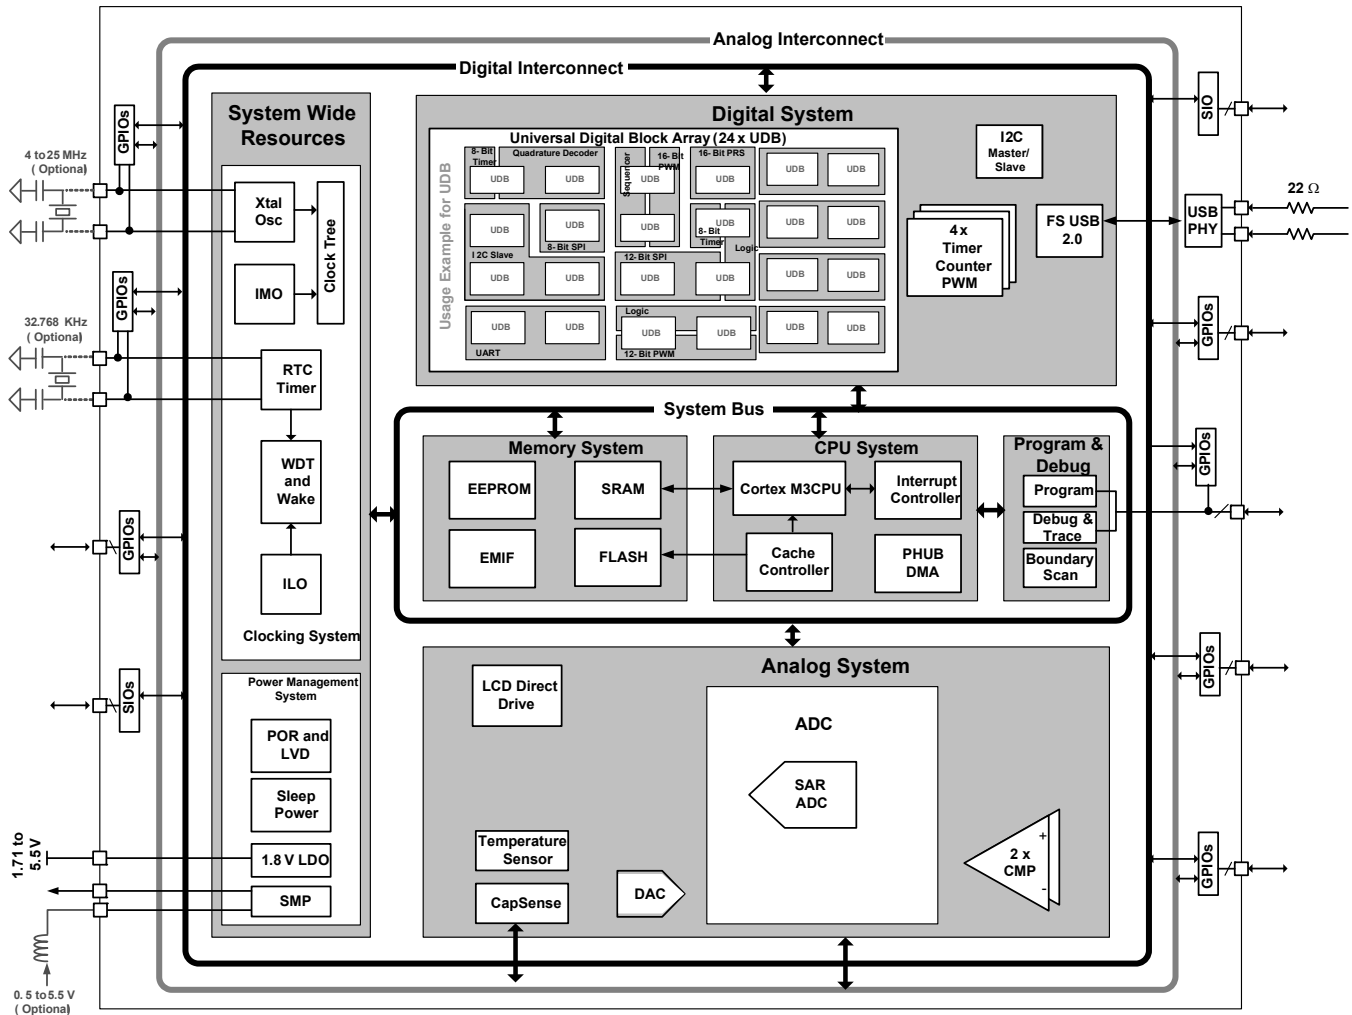 Analog Interconnect
Digital Interconnect
System Wide
Resources
GPIOs
4 to 25 MHz
( Optional)
Xtal
Osc
Clock Tree
IMO
GPIOs
32.768 KHz
( Optional)
RTC
Timer
WDT
and
Wake
ILO
Clocking System
GPIOs
SIOs
Power Management
System
POR and
LVD
Sleep
Power
1.8 V LDO
SMP
1.71 to
5.5 V
0. 5 to 5.5 V
( Optional)
Digital System
Universal Digital Block Array (24 x UDB)
Usage Example for UDB
8- Bit
Timer
Quadrature Decoder
Sequencer
16- Bit
PWM
16- Bit PRS
UDB
UDB
UDB
UDB
UDB
UDB
UDB
UDB
UDB
UDB
8- Bit SPI
8- Bit
Timer
Logic
UDB
UDB
I2C Slave
12- Bit SPI
UDB
UDB
UDB
UDB
UDB
UDB
Logic
UDB
UDB
UDB
UDB
UDB
UDB
UART
12- Bit PWM
I2C
Master/
Slave
4 x
Timer
Counter
PWM
FS USB
2.0
System Bus
Memory System
EEPROM
SRAM
EMIF
FLASH
CPU System
Cortex M3CPU
Interrupt
Controller
Cache
Controller
PHUB
DMA
Program &
Debug
Program
Debug &
Trace
Boundary
Scan
Analog System
LCD Direct
Drive
ADC
SAR
ADC
Temperature
Sensor
CapSense
DAC
+
2 x
CMP
-
SIO
22 Ω
USB
PHY
GPIOs
GPIOs
GPIOs
GPIOs